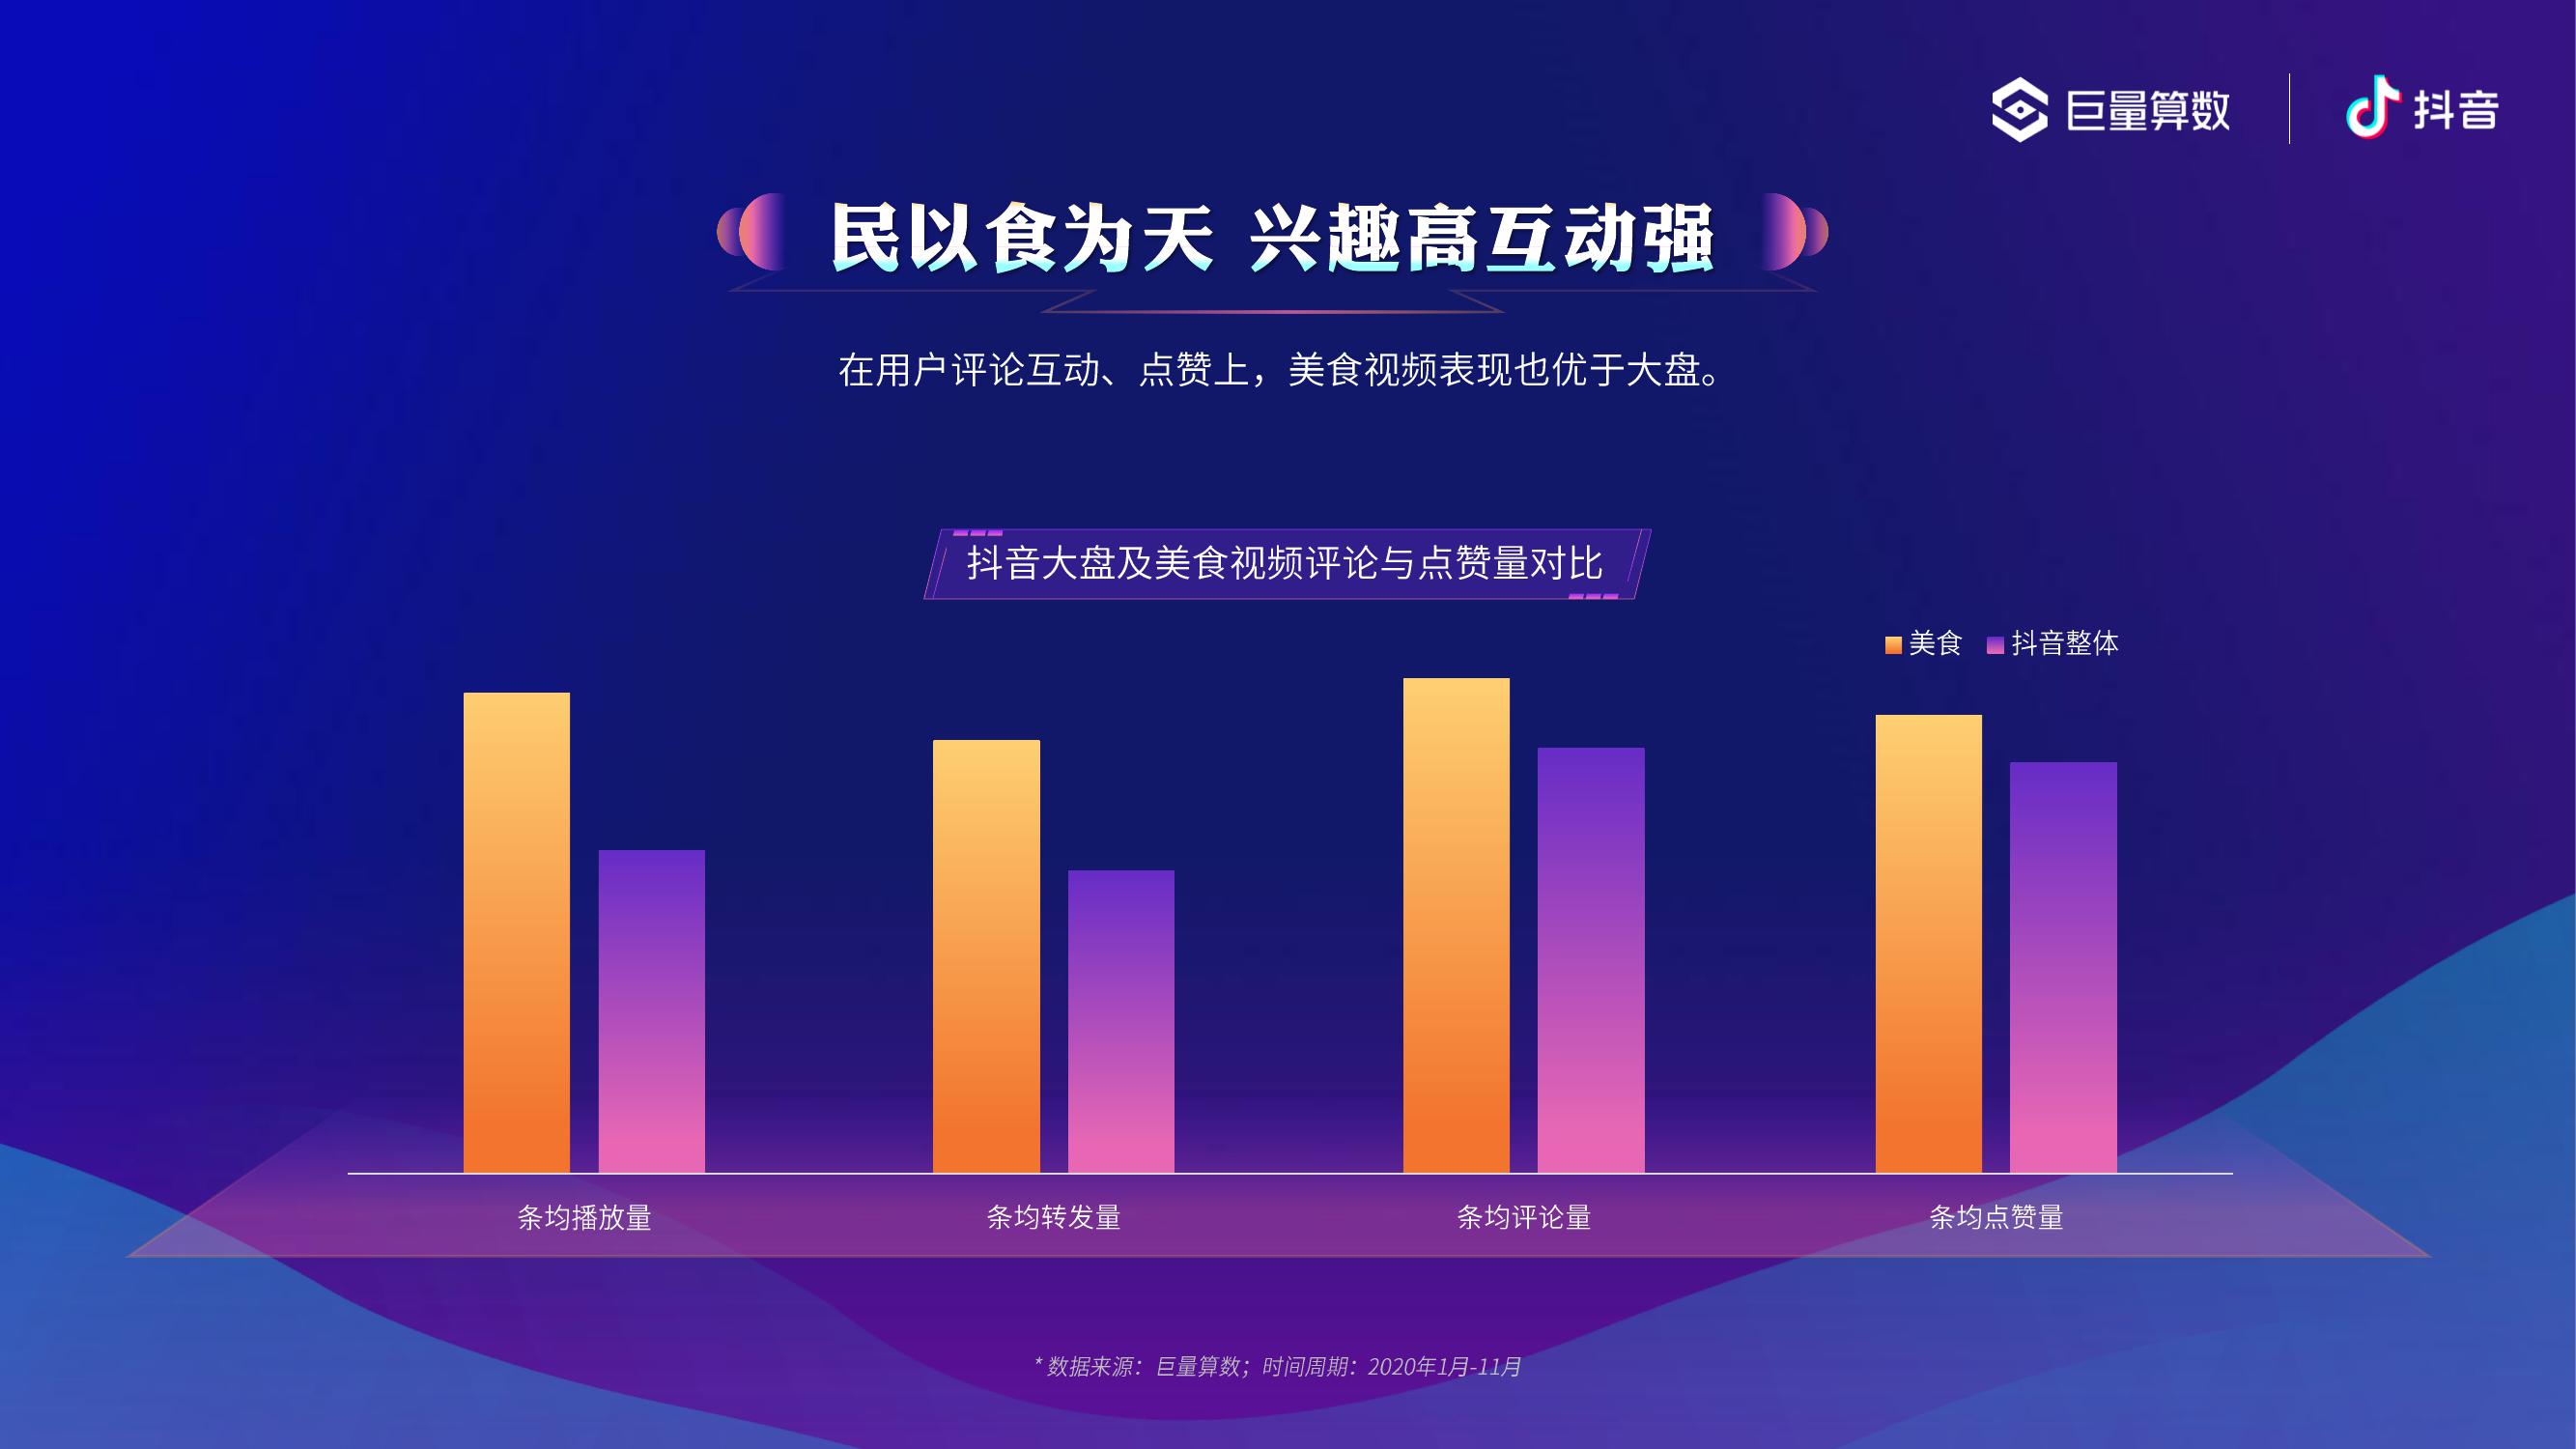 巨量算数
抖音
民以食为天 兴趣高互动强
在用户评论互动、点赞上，美食视频表现也优于大盘。
抖音大盘及美食视频评论与点赞量对比
美食 抖音整体
条均播放量 条均转发量 条均评论量 条均点赞量
* 数据来源：巨量算数；时间周期：2020年1月-11月